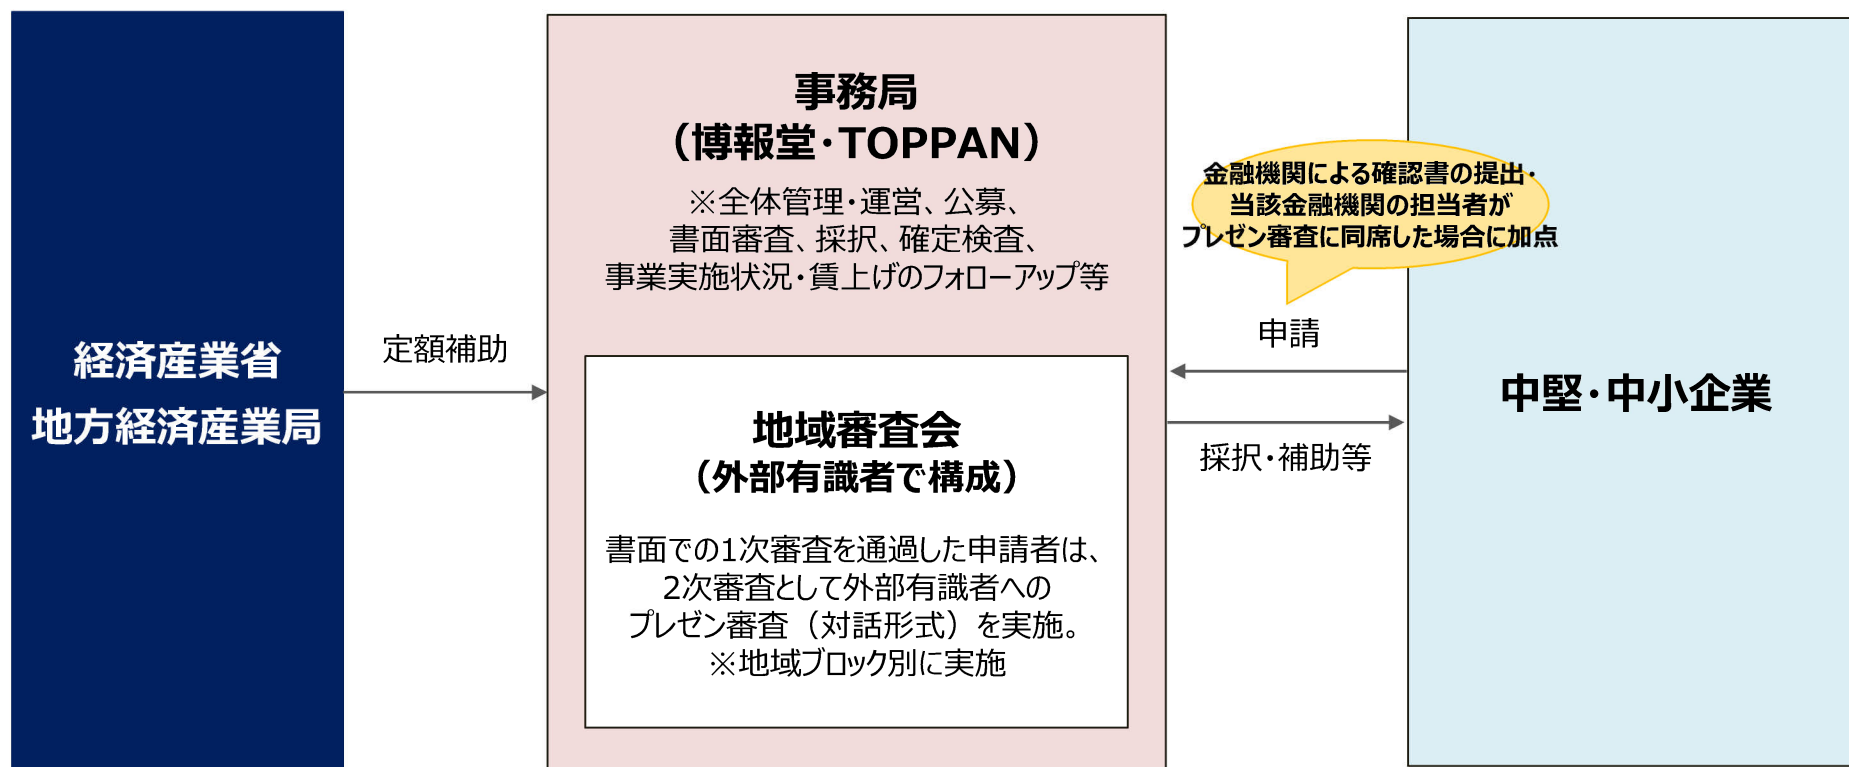 経済産業省
地方経済産業局
定額補助
事務局
（博報堂・TOPPAN）
※全体管理・運営、公募、
書面審査、採択、確定検査、
事業実施状況・賃上げのフォローアップ等
地域審査会
（外部有識者で構成）
書面での1次審査を通過した申請者は、
2次審査として外部有識者への
プレゼン審査（対話形式）を実施。
※地域ブロック別に実施
金融機関による確認書の提出・
当該金融機関の担当者が
プレゼン審査に同席した場合に加点
申請
採択・補助等
中堅・中小企業